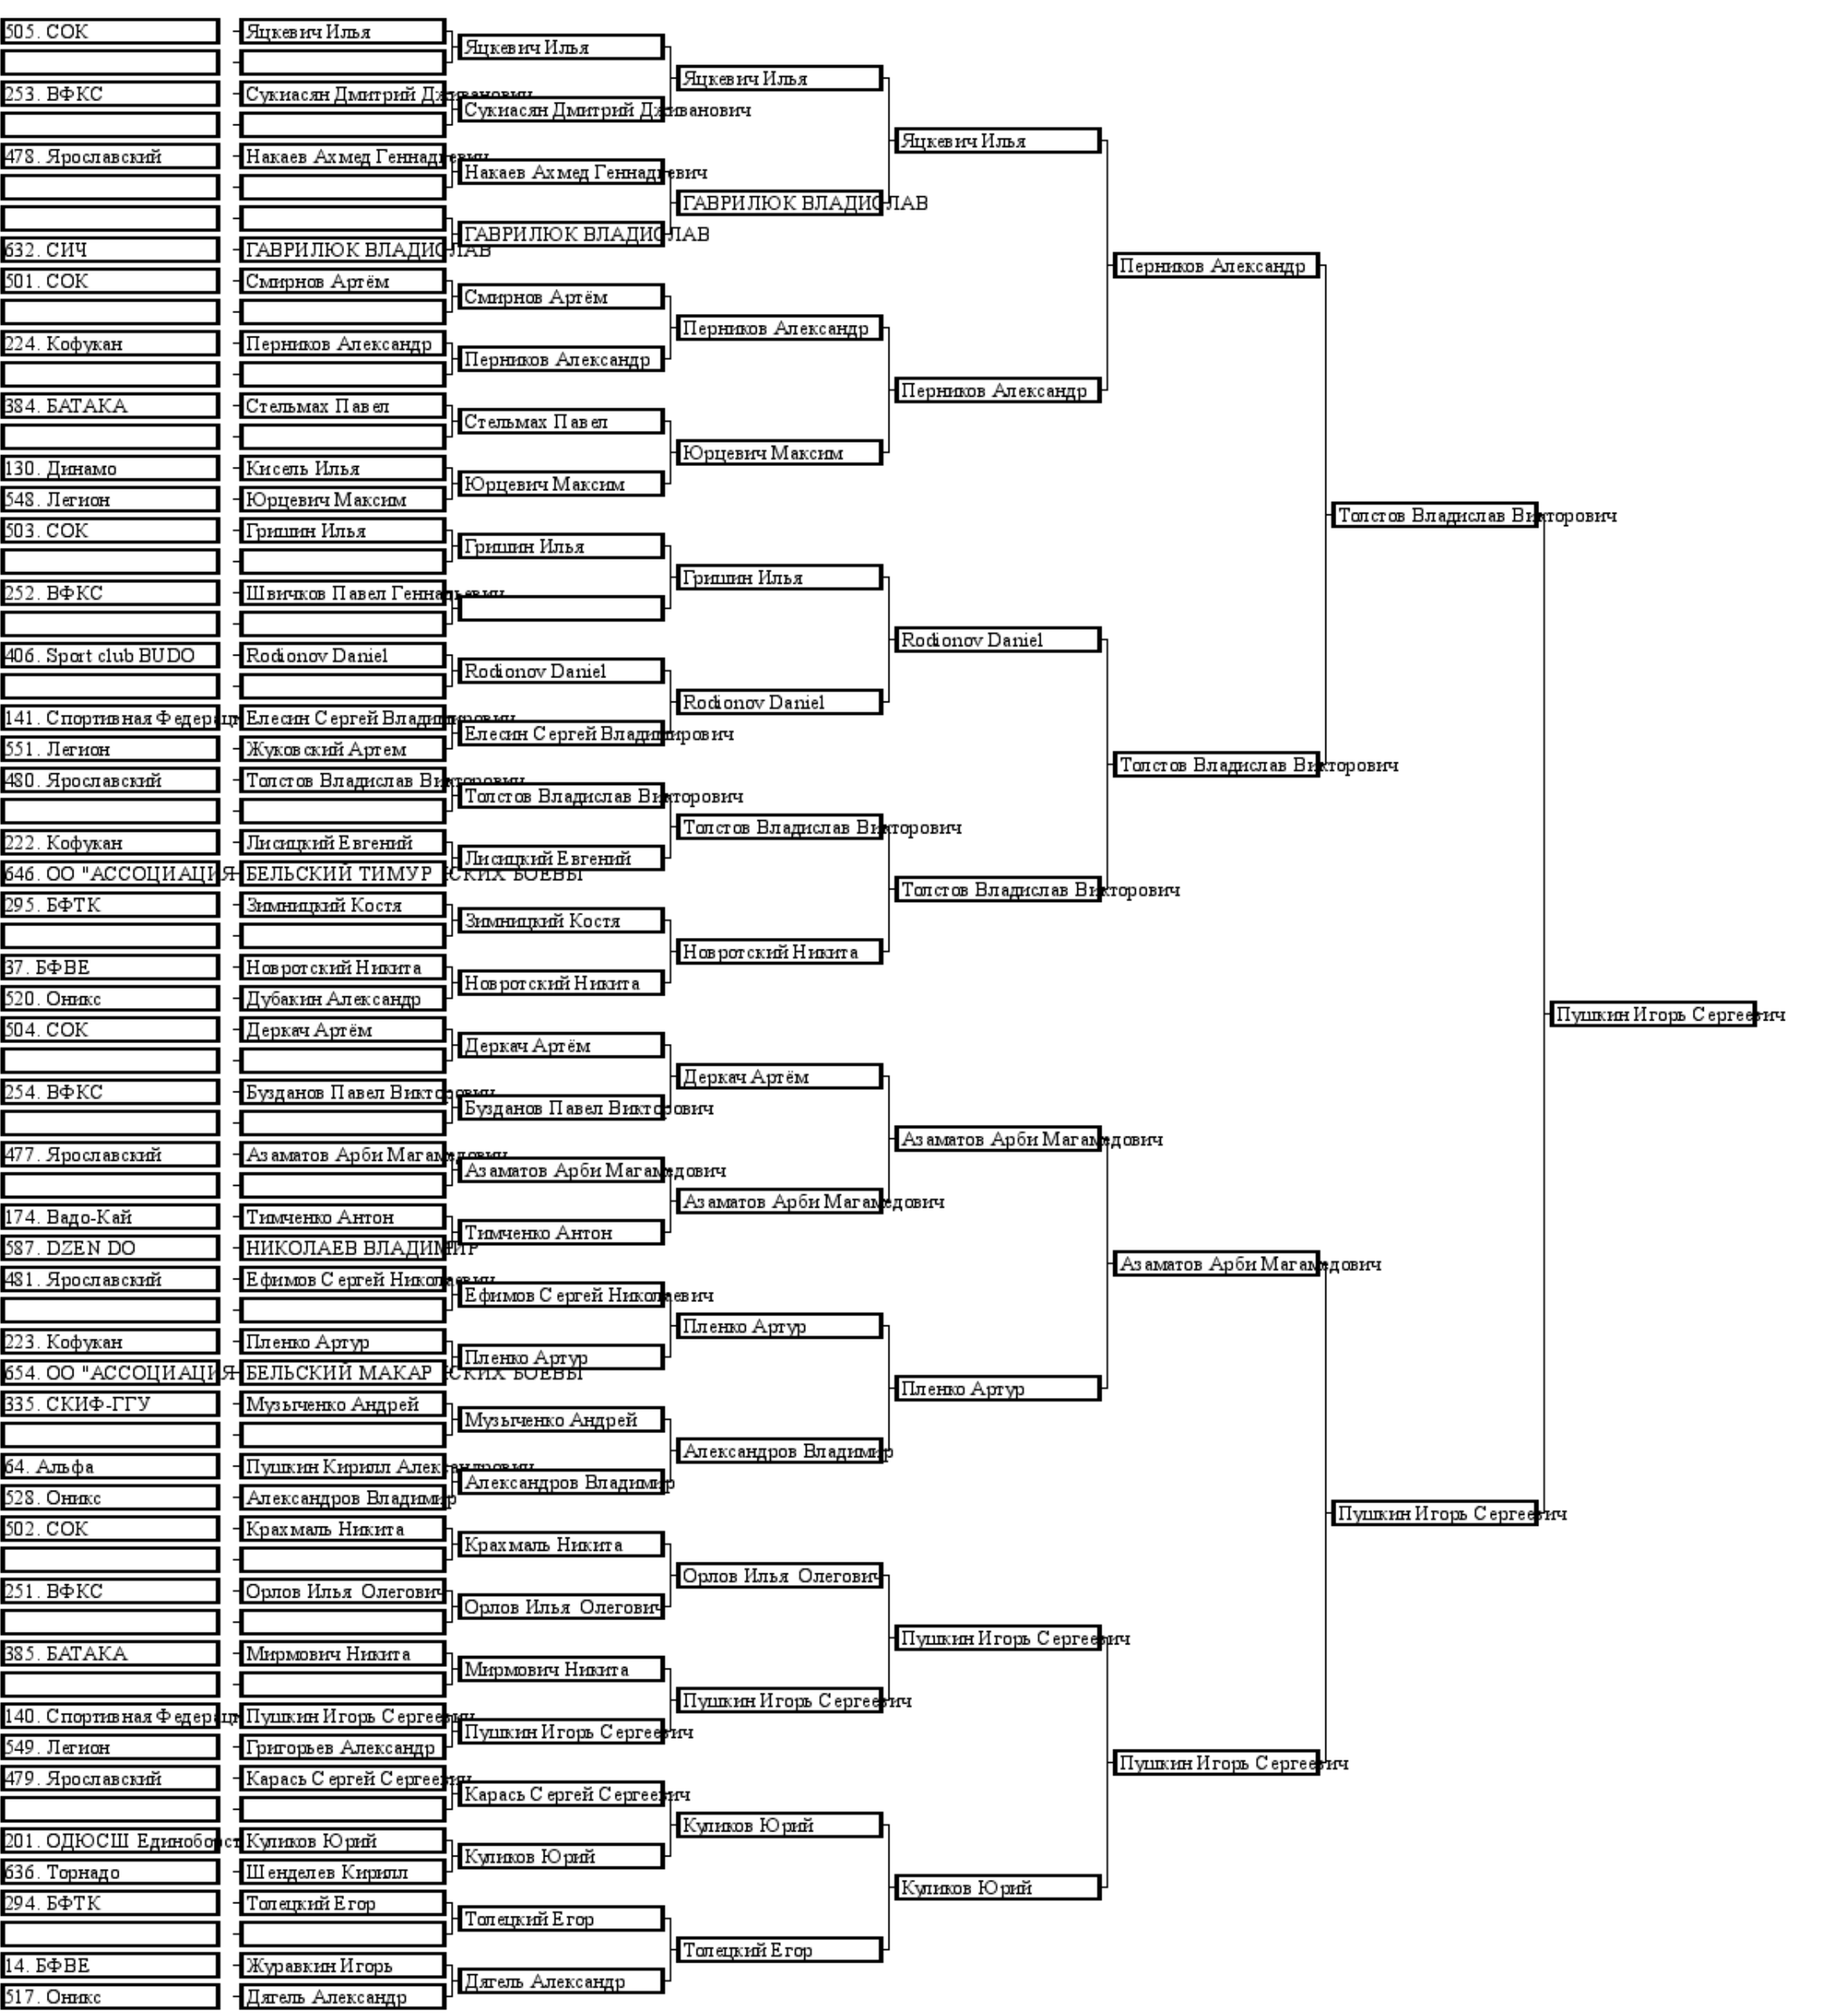 505. СОК
253. ВФКС
478. Ярославский
632. СИЧ
501. СОК
224. Кофукан
384. БАТАКА
130. Динамо
548. Легион
503. СОК
252. ВФКС
406. Sport club BUDO
141. Спортивная Федерац
551. Легион
480. Ярославский
222. Кофукан
646. ОО "АССОЦИАЦИЯ СКИХ БОЕВЫ
295. БФТК
37. БФВЕ
520. Оникс
504. СОК
254. ВФКС
477. Ярославский
174. Вадо-Кай
587. DZEN DO
481. Ярославский
223. Кофукан
654. ОО "АССОЦИАЦИЯ СКИХ БОЕВЫ
335. СКИФ-ГГУ
64. Альфа
528. Оникс
502. СОК
251. ВФКС
385. БАТАКА
140. Спортивная Федерац
549. Легион
479. Ярославский
201. ОДЮСШ Единоборст
636. Торнадо
294. БФТК
14. БФВЕ
517. Оникс
Яцкевич Илья
Сукиасян Дмитрий Дживанович
Накаев Ахмед Геннадьевич
ГАВРИЛЮК ВЛАДИСЛАВ
Смирнов Артём
Перников Александр
Стельмах Павел
Кисель Илья
Юрцевич Максим
Гришин Илья
Швичков Павел Геннадьевич
Rodionov Daniel
Елесин Сергей Владимирович
Жуковский Артем
Толстов Владислав Викторович
Лисицкий Евгений
БЕЛЬСКИЙ ТИМУР
Зимницкий Костя
Новротский Никита
Дубакин Александр
Деркач Артём
Бузданов Павел Викторович
Азаматов Арби Магамедович
Тимченко Антон
НИКОЛАЕВ ВЛАДИМИР
Ефимов Сергей Николаевич
Пленко Артур
БЕЛЬСКИЙ МАКАР
Музыченко Андрей
Пушкин Кирилл Александрович
Александров Владимир
Крахмаль Никита
Орлов Илья Олегович
Мирмович Никита
Пушкин Игорь Сергеевич
Григорьев Александр
Карась Сергей Сергеевич
Куликов Юрий
Шенделев Кирилл
Толецкий Егор
Журавкин Игорь
Дягель Александр
Яцкевич Илья
Сукиасян Дмитрий Дживанович
Накаев Ахмед Геннадьевич
ГАВРИЛЮК ВЛАДИСЛАВ
Смирнов Артём
Перников Александр
Стельмах Павел
Юрцевич Максим
Гришин Илья
Rodionov Daniel
Елесин Сергей Владимирович
Толстов Владислав Викторович
Лисицкий Евгений
Зимницкий Костя
Новротский Никита
Деркач Артём
Бузданов Павел Викторович
Азаматов Арби Магамедович
Тимченко Антон
Ефимов Сергей Николаевич
Пленко Артур
Музыченко Андрей
Александров Владимир
Крахмаль Никита
Орлов Илья Олегович
Мирмович Никита
Пушкин Игорь Сергеевич
Карась Сергей Сергеевич
Куликов Юрий
Толецкий Егор
Дягель Александр
Яцкевич Илья
ГАВРИЛЮК ВЛАДИСЛАВ
Перников Александр
Юрцевич Максим
Гришин Илья
Rodionov Daniel
Толстов Владислав Викторович
Новротский Никита
Деркач Артём
Азаматов Арби Магамедович
Пленко Артур
Александров Владимир
Орлов Илья Олегович
Пушкин Игорь Сергеевич
Куликов Юрий
Толецкий Егор
Яцкевич Илья
Перников Александр
Rodionov Daniel
Толстов Владислав Викторович
Азаматов Арби Магамедович
Пленко Артур
Пушкин Игорь Сергеевич
Куликов Юрий
Перников Александр
Толстов Владислав Викторович
Азаматов Арби Магамедович
Пушкин Игорь Сергеевич
Толстов Владислав Викторович
Пушкин Игорь Сергеевич
Пушкин Игорь Сергеевич